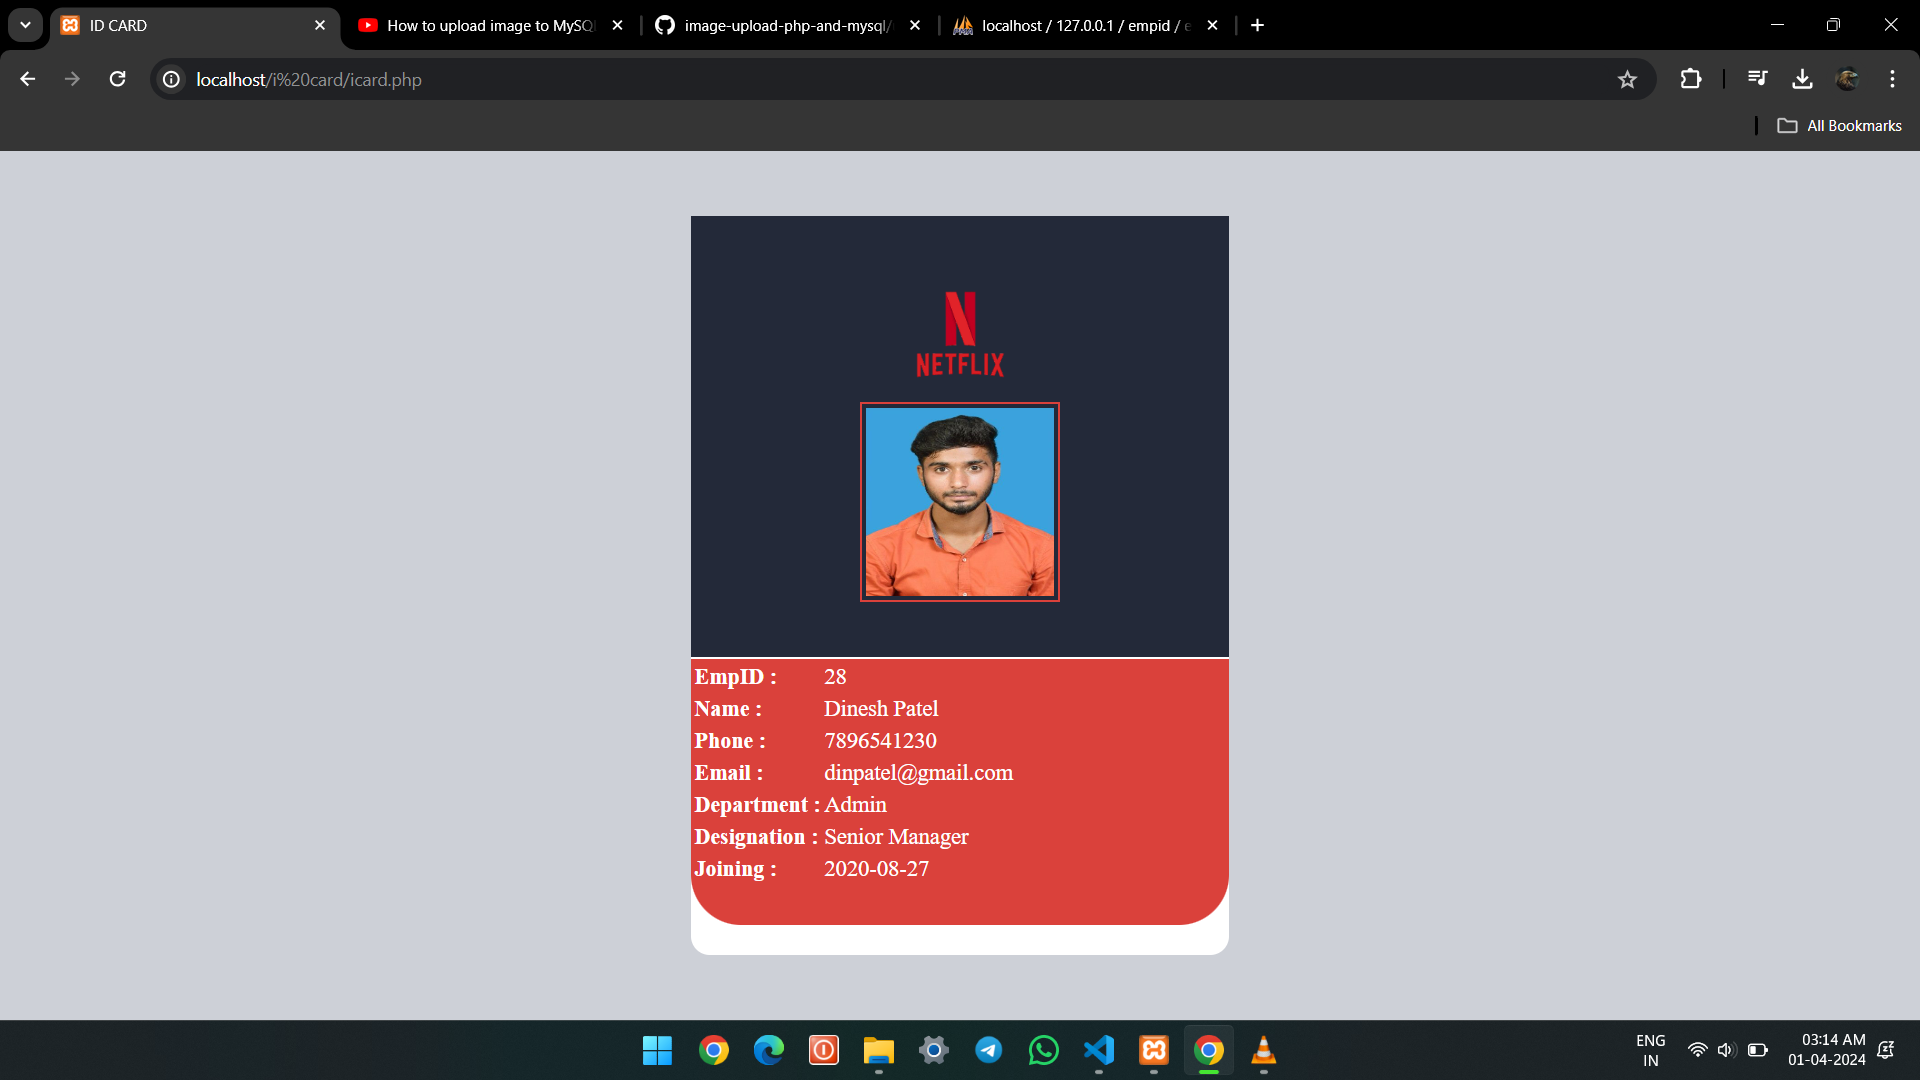 ID CARD
How to upload image to MySQL
image-upload-php-and-mysql/
localhost / 127.0.0.1 / empid / e
localhost/i%20card/icard.php
All Bookmarks
N
NETFLIX
EmpID : 28
Name : Dinesh Patel
Phone : 7896541230
Email : dinpatel@gmail.com
Department : Admin
Designation : Senior Manager
Joining : 2020-08-27
ENG
IN
03:14 AM
01-04-2024